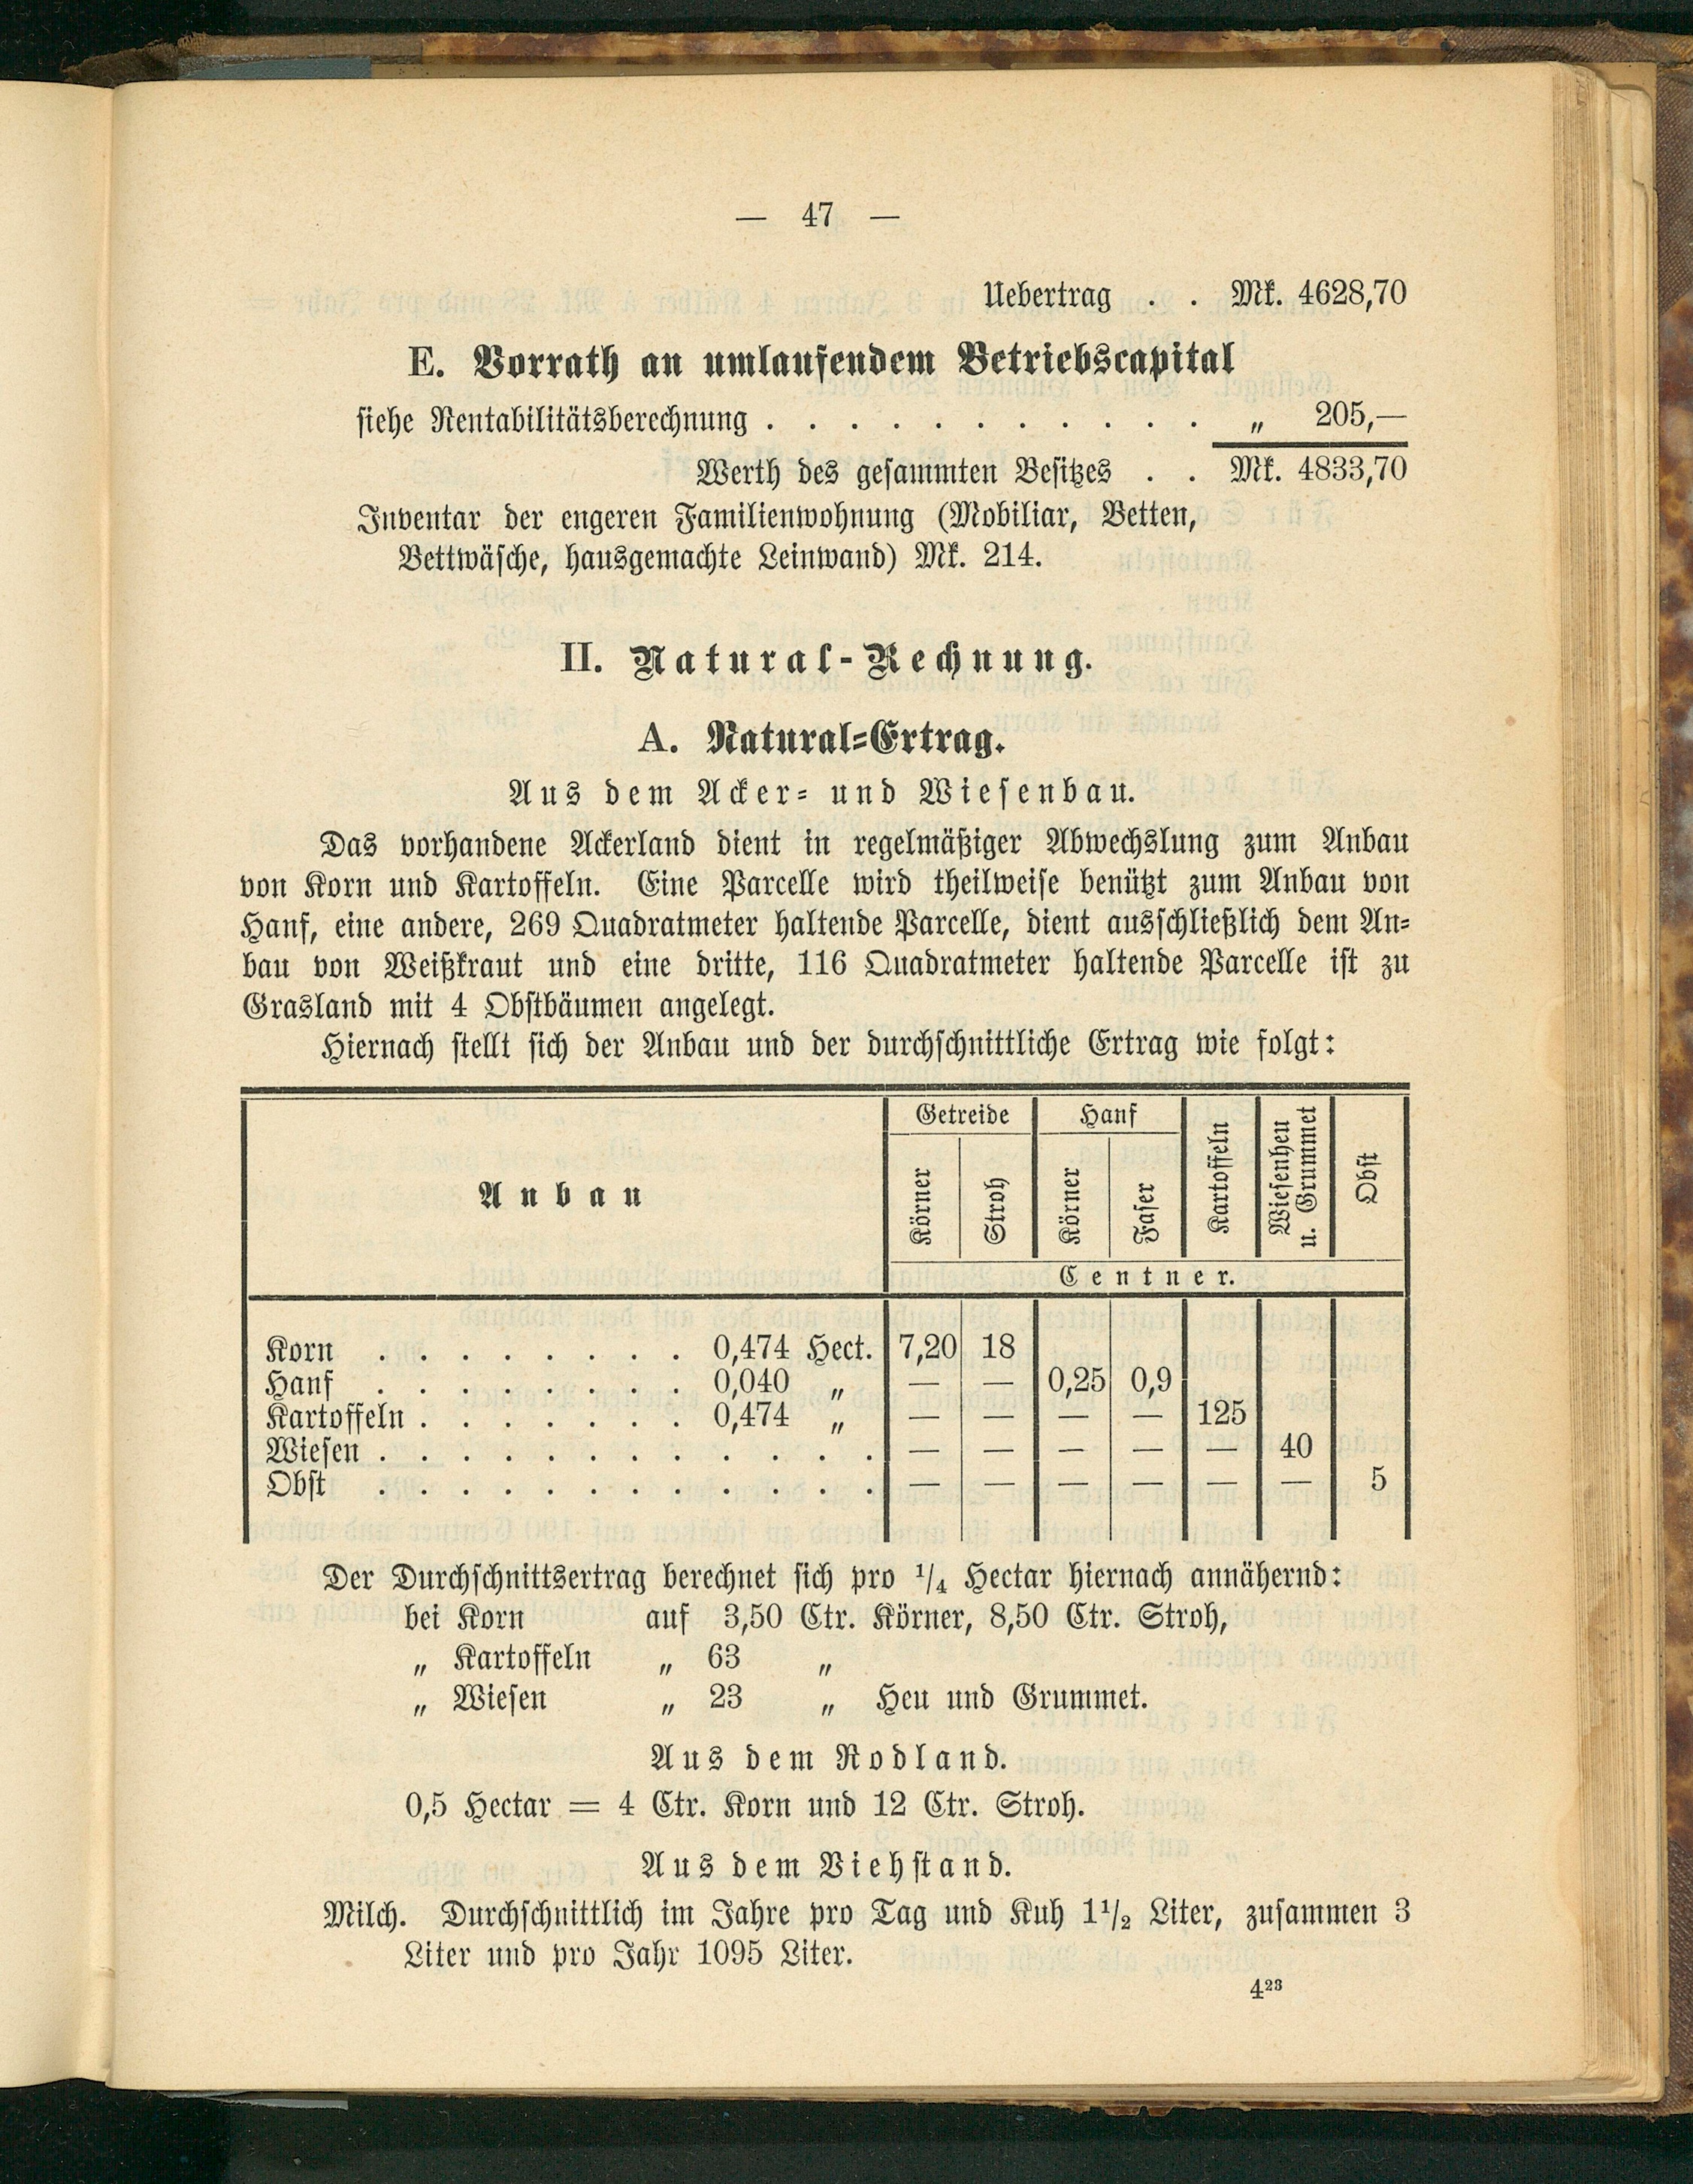 — 47 —
Uebertrag . . Mk. 4628,70
E. Vorrath an umlaufendem Betriebscapital
siehe Rentabilitätsberechnung . . . . . . . . . . . „ 205,—
Werth des gesammten Besitzes . . Mk. 4833,70
Inventar der engeren Familienwohnung (Mobiliar, Betten,
Bettwäsche, hausgemachte Leinwand) Mk. 214.
II. Natural-Rechnung.
A. Natural-Ertrag.
Aus dem Acker- und Wiesenbau.
Das vorhandene Ackerland dient in regelmäßiger Abwechslung zum Anbau
von Korn und Kartoffeln. Eine Parcelle wird theilweise benützt zum Anbau von
Hanf, eine andere, 269 Quadratmeter haltende Parcelle, dient ausschließlich dem An-
bau von Weißkraut und eine dritte, 116 Quadratmeter haltende Parcelle ist zu
Grasland mit 4 Obstbäumen angelegt.
Hiernach stellt sich der Anbau und der durchschnittliche Ertrag wie folgt:
Anbau
Getreide Hanf
Körner Stroh Körner Faser Kartoffeln Wiesenheu
u. Grummet
Obst
Centner.
Korn . . . . . . . . 0,474 Hect. 7,20 18
Hanf . . . . . . . . 0,040 „ — — 0,25 0,9
Kartoffeln . . . . . . . 0,474 „ — — — — 125
Wiesen . . . . . . . . . . . . — — — — — 40
Obst . . . . . . . . . . . . — — — — — — 5
Der Durchschnittsertrag berechnet sich pro 1/4 Hectar hiernach annähernd:
bei Korn auf 3,50 Ctr. Körner, 8,50 Ctr. Stroh,
„ Kartoffeln „ 63 „
„ Wiesen „ 23 „ Heu und Grummet.
Aus dem Rodland.
0,5 Hectar = 4 Ctr. Korn und 12 Ctr. Stroh.
Aus dem Viehstand.
Milch. Durchschnittlich im Jahre pro Tag und Kuh 1 1/2 Liter, zusammen 3
Liter und pro Jahr 1095 Liter.
4²³